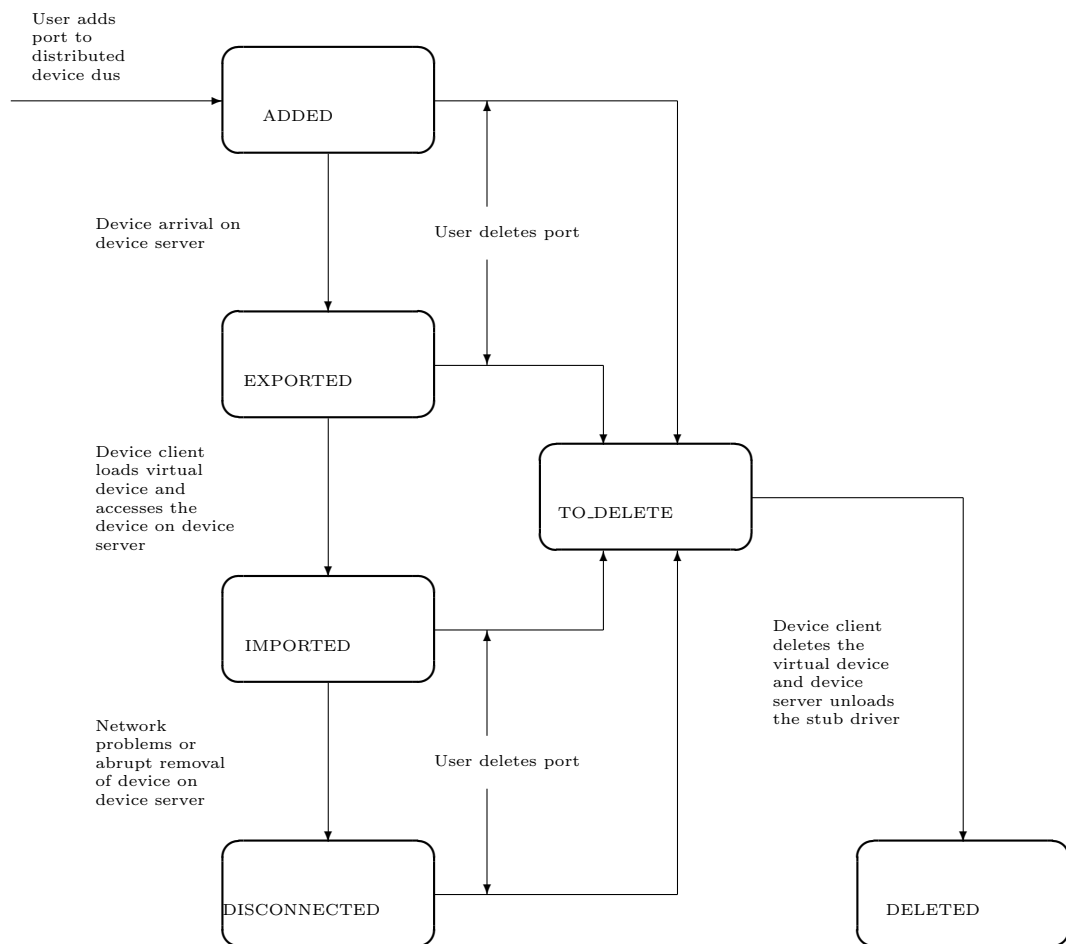 User adds
port to
distributed
device dus
ADDED
Device arrival on
device server
User deletes port
EXPORTED
Device client
loads virtual
device and
accesses the
device on device
server
TO_DELETE
IMPORTED
Device client
deletes the
virtual device
and device
server unloads
the stub driver
Network
problems or
abrupt removal
of device on
device server
User deletes port
DISCONNECTED
DELETED